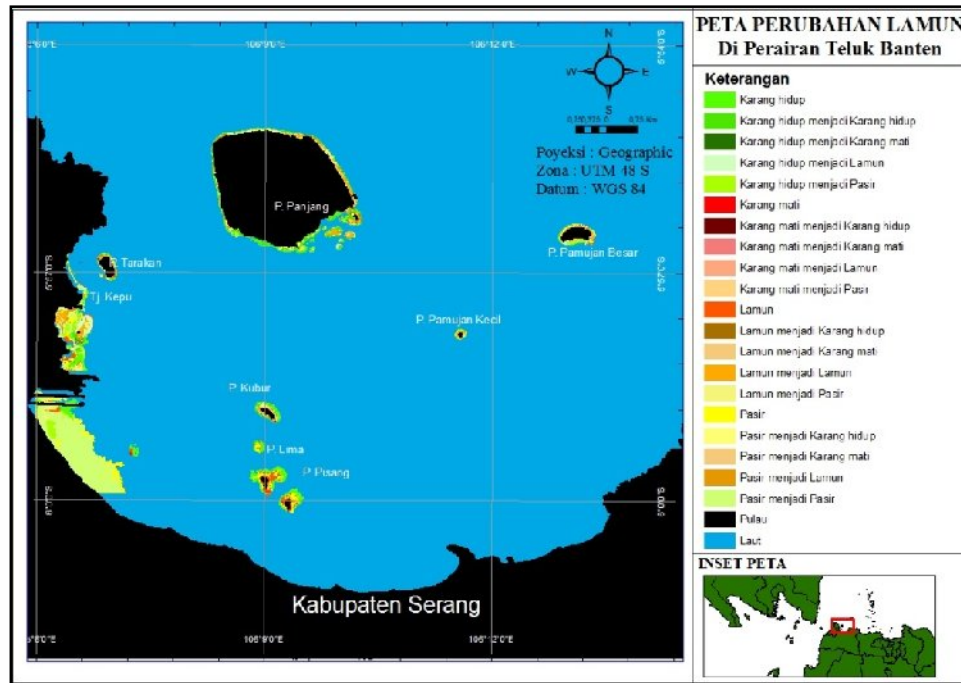 PETA PERUBAHAN LAMUN
Di Perairan Teluk Banten
Keterangan
Karang hidup
Karang hidup menjadi Karang hidup
Karang hidup menjadi Karang mati
Karang hidup menjadi Lamun
Karang hidup menjadi Pasir
Karang mati
Karang mati menjadi Karang hidup
Karang mati menjadi Karang mati
Karang mati menjadi Lamun
Karang mati menjadi Pasir
Lamun
Lamun menjadi Karang hidup
Lamun menjadi Karang mati
Lamun menjadi Lamun
Lamun menjadi Pasir
Pasir
Pasir menjadi Karang hidup
Pasir menjadi Karang mati
Pasir menjadi Lamun
Pasir menjadi Pasir
Pulau
Laut
INSET PETA
N
W E
S
Poyeksi : Geographic
Zona : UTM 48 S
Datum : WGS 84
P. Panjang
P. Tarakan
Tj. Kepu
P. Pamujan Besar
P. Pamujan Kecil
P. Kubur
P. Lima
P. Pisang
Kabupaten Serang
106°12'0"E
106°12'0"E